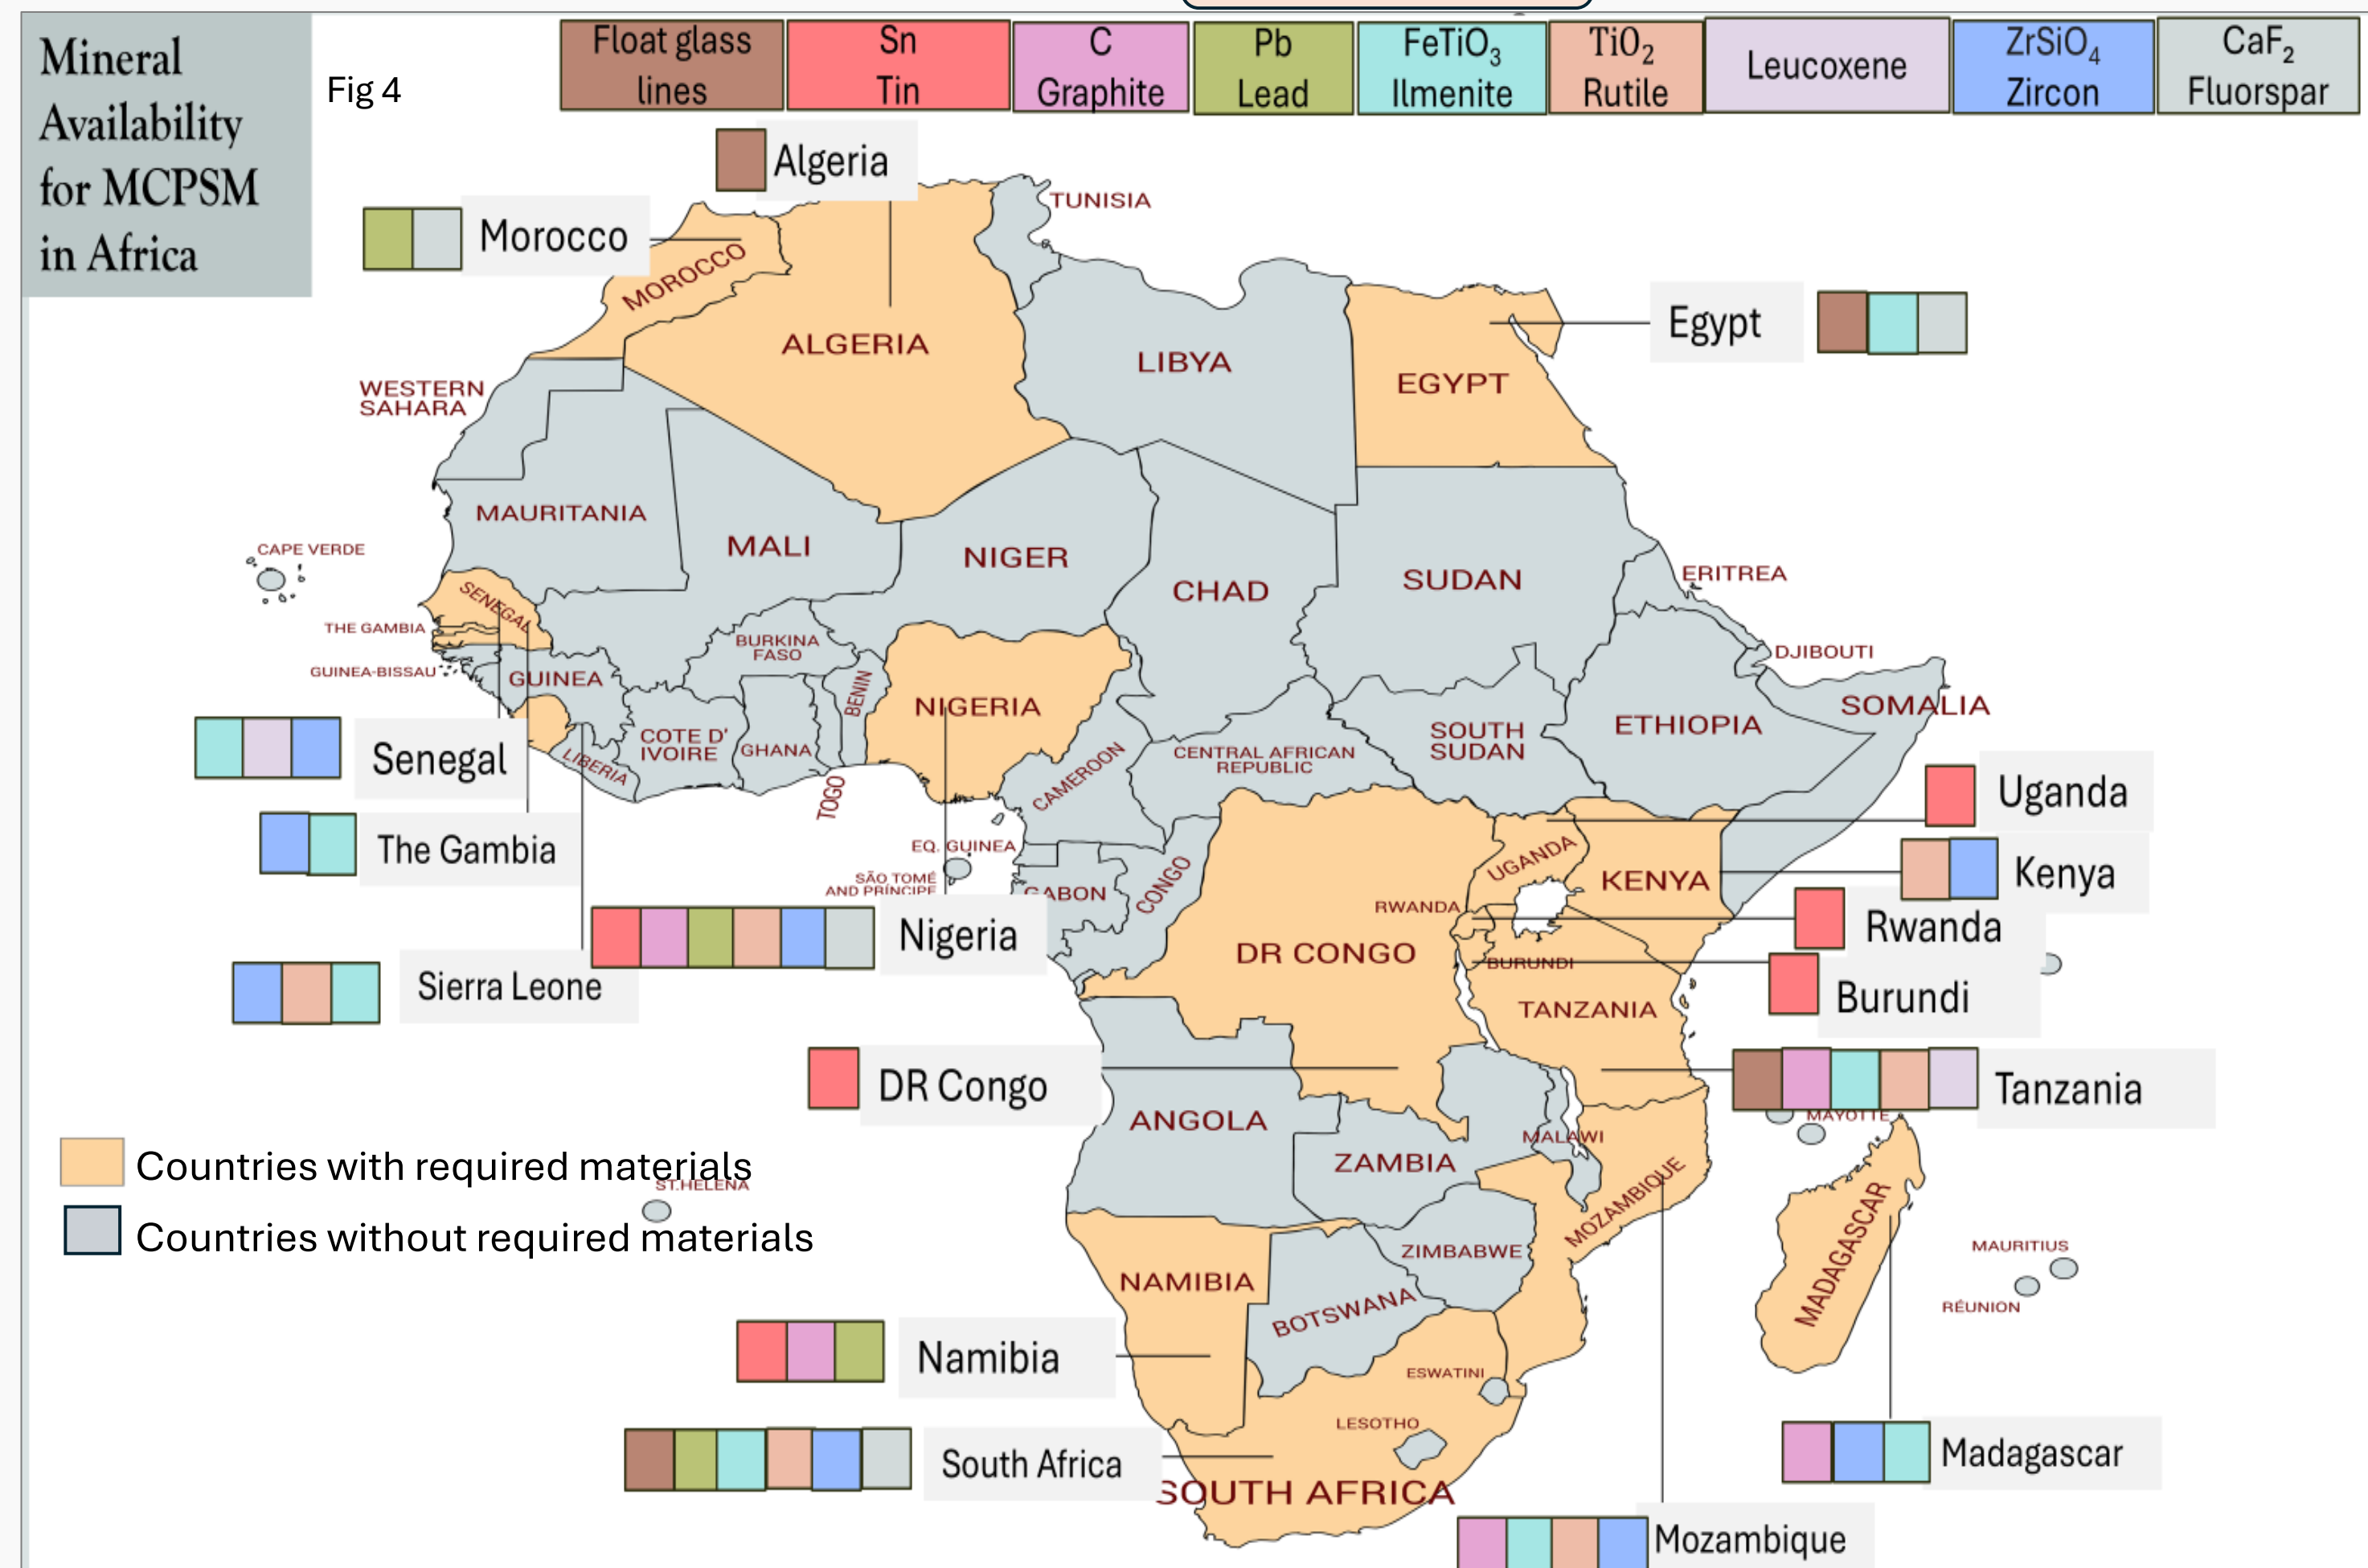 Mineral
Availability
for MCPSM
in Africa
Fig 4
Float glass
lines
Sn
Tin
C
Graphite
Pb
Lead
FeTiO₃
Ilmenite
TiO₂
Rutile
Leucoxene
ZrSiO₄
Zircon
CaF₂
Fluorspar
Algeria
Morocco
TUNISIA
MOROCCO
ALGERIA
LIBYA
EGYPT
Egypt
WESTERN
SAHARA
MAURITANIA
MALI
NIGER
CHAD
SUDAN
ERITREA
CAPE VERDE
SENEGAL
THE GAMBIA
GUINEA-BISSAU
GUINEA
BURKINA
FASO
BENIN
NIGERIA
DJIBOUTI
SOMALIA
ETHIOPIA
SOUTH
SUDAN
CENTRAL AFRICAN
REPUBLIC
CAMEROON
COTE D'
IVOIRE
GHANA
LIBERIA
TOGO
Senegal
The Gambia
Sierra Leone
Nigeria
EQ. GUINEA
SÃO TOMÉ
AND PRÍNCIPE
GABON
CONGO
DR CONGO
UGANDA
KENYA
RWANDA
BURUNDI
TANZANIA
Uganda
Kenya
Rwanda
Burundi
Tanzania
DR Congo
ANGOLA
ZAMBIA
MALAWI
MOZAMBIQUE
MAYOTTE
MADAGASCAR
MAURITIUS
RÉUNION
Countries with required materials
ST.HELENA
Countries without required materials
ZIMBABWE
NAMIBIA
BOTSWANA
Namibia
ESWATINI
LESOTHO
South Africa
SOUTH AFRICA
Madagascar
Mozambique